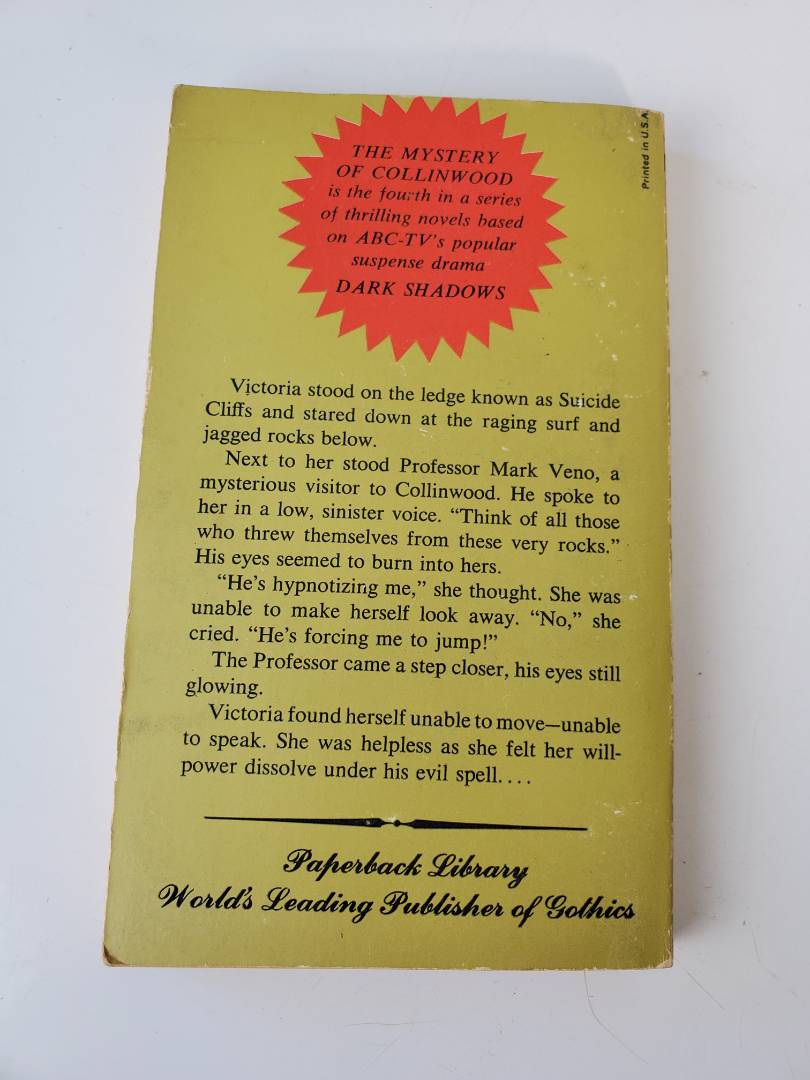 Printed in U.S.A.
THE MYSTERY
OF COLLINWOOD
is the fourth in a series
of thrilling novels based
on ABC-TV's popular
suspense drama
DARK SHADOWS
Victoria stood on the ledge known as Suicide
Cliffs and stared down at the raging surf and
jagged rocks below.
Next to her stood Professor Mark Veno, a
mysterious visitor to Collinwood. He spoke to
her in a low, sinister voice. “Think of all those
who threw themselves from these very rocks.”
His eyes seemed to burn into hers.
“He’s hypnotizing me,” she thought. She was
unable to make herself look away. “No,” she
cried. “He’s forcing me to jump!”
The Professor came a step closer, his eyes still
glowing.
Victoria found herself unable to move—unable
to speak. She was helpless as she felt her will-
power dissolve under his evil spell....
Paperback Library
World's Leading Publisher of Gothics